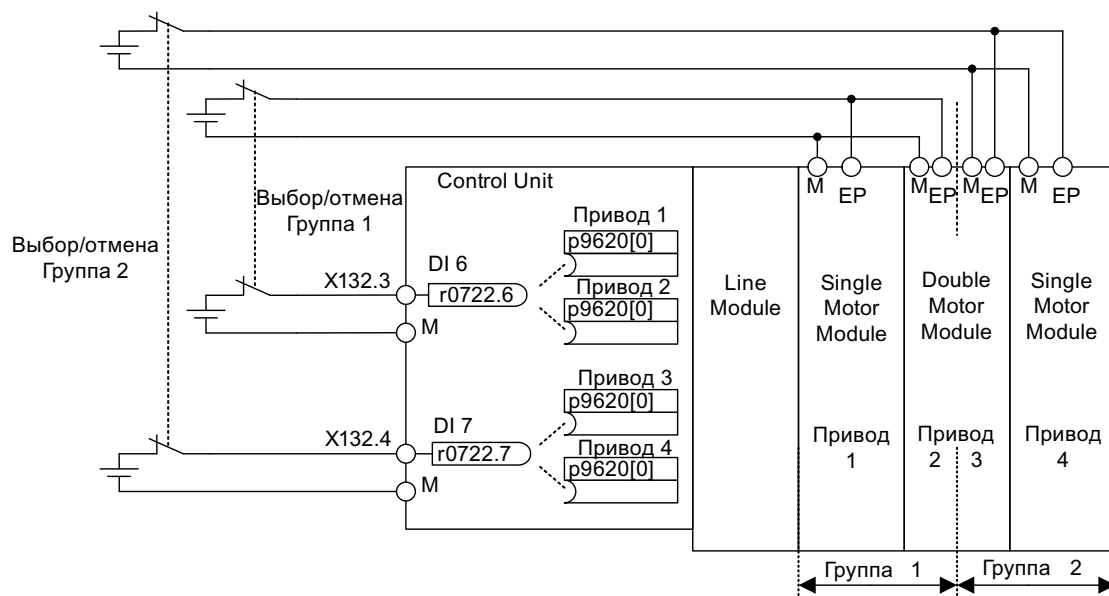 Control Unit
Выбор/отмена
Группа 1
Выбор/отмена
Группа 2
Привод 1
p9620[0]
Привод 2
p9620[0]
X132.3
DI 6
r0722.6
M
Привод 3
p9620[0]
Привод 4
p9620[0]
X132.4
DI 7
r0722.7
M
Line
Module
M
EP
Single
Motor
Module
Привод
1
M
EP
M
EP
Double
Motor
Module
Привод
2 3
M
EP
Single
Motor
Module
Привод
4
Группа 1
Группа 2